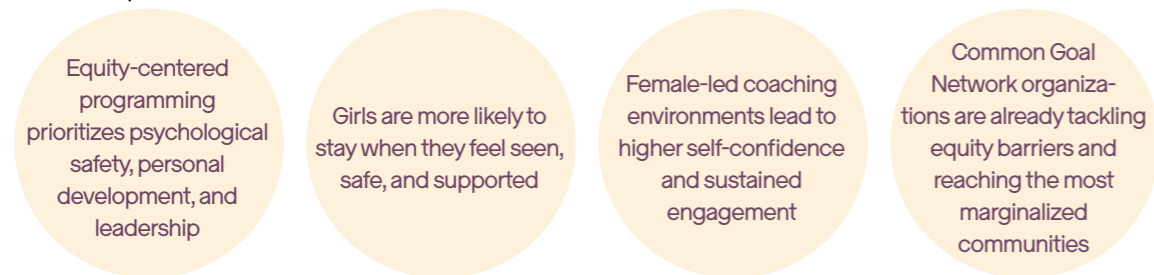 Equity-centered
programming
prioritizes psychological
safety, personal
development, and
leadership
Girls are more likely to
stay when they feel seen,
safe, and supported
Female-led coaching
environments lead to
higher self-confidence
and sustained
engagement
Common Goal
Network organiza-
tions are already tackling
equity barriers and
reaching the most
marginalized
communities